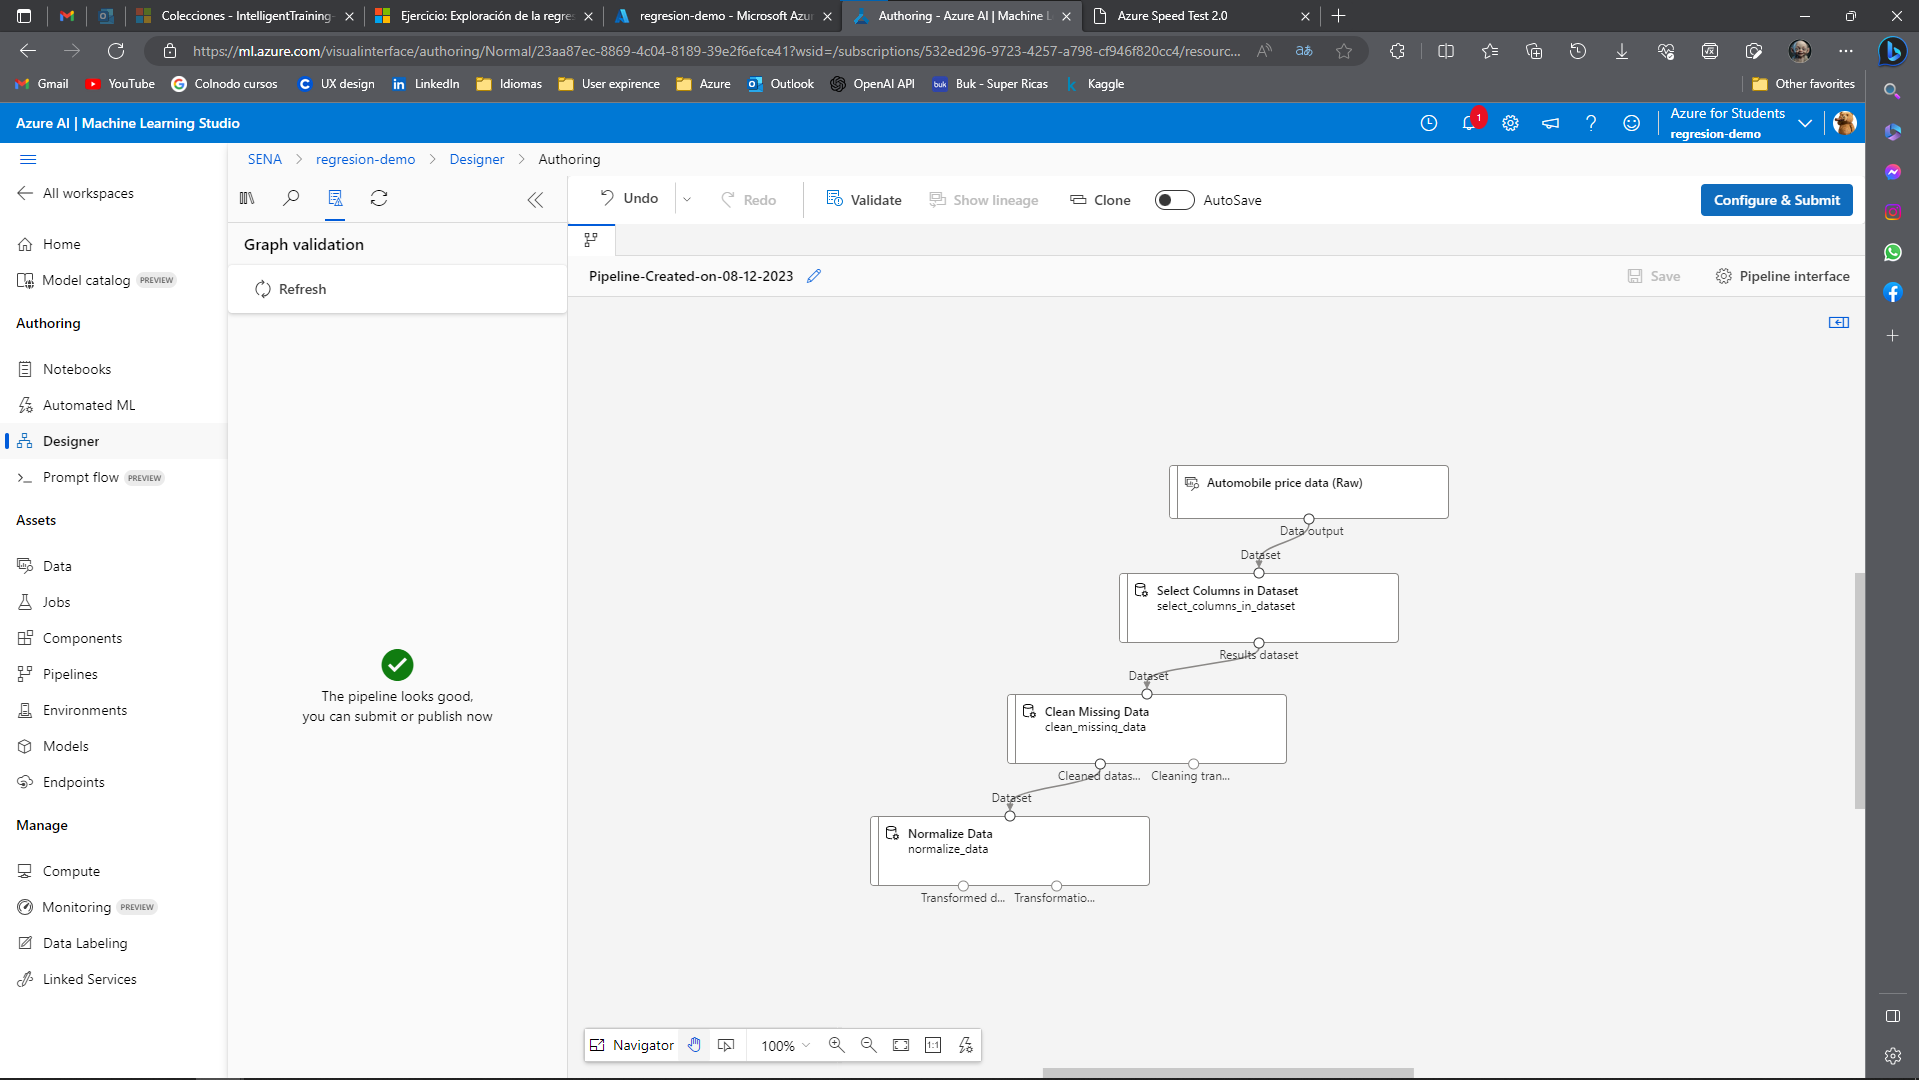 Colecciones - IntelligentTraining-
Ejercicio: Exploración de la regres
regresion-demo - Microsoft Azur
Authoring - Azure AI | Machine L
Azure Speed Test 2.0
https://ml.azure.com/visualinterface/authoring/Normal/23aa87ec-8869-4c04-8189-39e2f6efce41?wsid=/subscriptions/532ed296-9723-4257-a798-cf946f820cc4/resourc...
Gmail
YouTube
Colnodo cursos
UX design
LinkedIn
Idiomas
User expirence
Azure
Outlook
OpenAI API
Buk - Super Ricas
Kaggle
Other favorites
Azure AI | Machine Learning Studio
1
Azure for Students
regresion-demo
SENA > regresion-demo > Designer > Authoring
All workspaces
Home
Model catalog PREVIEW
Authoring
Notebooks
Automated ML
Designer
Prompt flow PREVIEW
Assets
Data
Jobs
Components
Pipelines
Environments
Models
Endpoints
Manage
Compute
Monitoring PREVIEW
Data Labeling
Linked Services
Graph validation
Refresh
The pipeline looks good,
you can submit or publish now
Undo
Redo
Validate
Show lineage
Clone
AutoSave
Configure & Submit
Pipeline-Created-on-08-12-2023
Save
Pipeline interface
Automobile price data (Raw)
Data output
Dataset
Select Columns in Dataset
select_columns_in_dataset
Results dataset
Dataset
Clean Missing Data
clean_missing_data
Cleaned datas...
Cleaning tran...
Dataset
Normalize Data
normalize_data
Transformed d...
Transformatio...
Navigator
100%
1:1